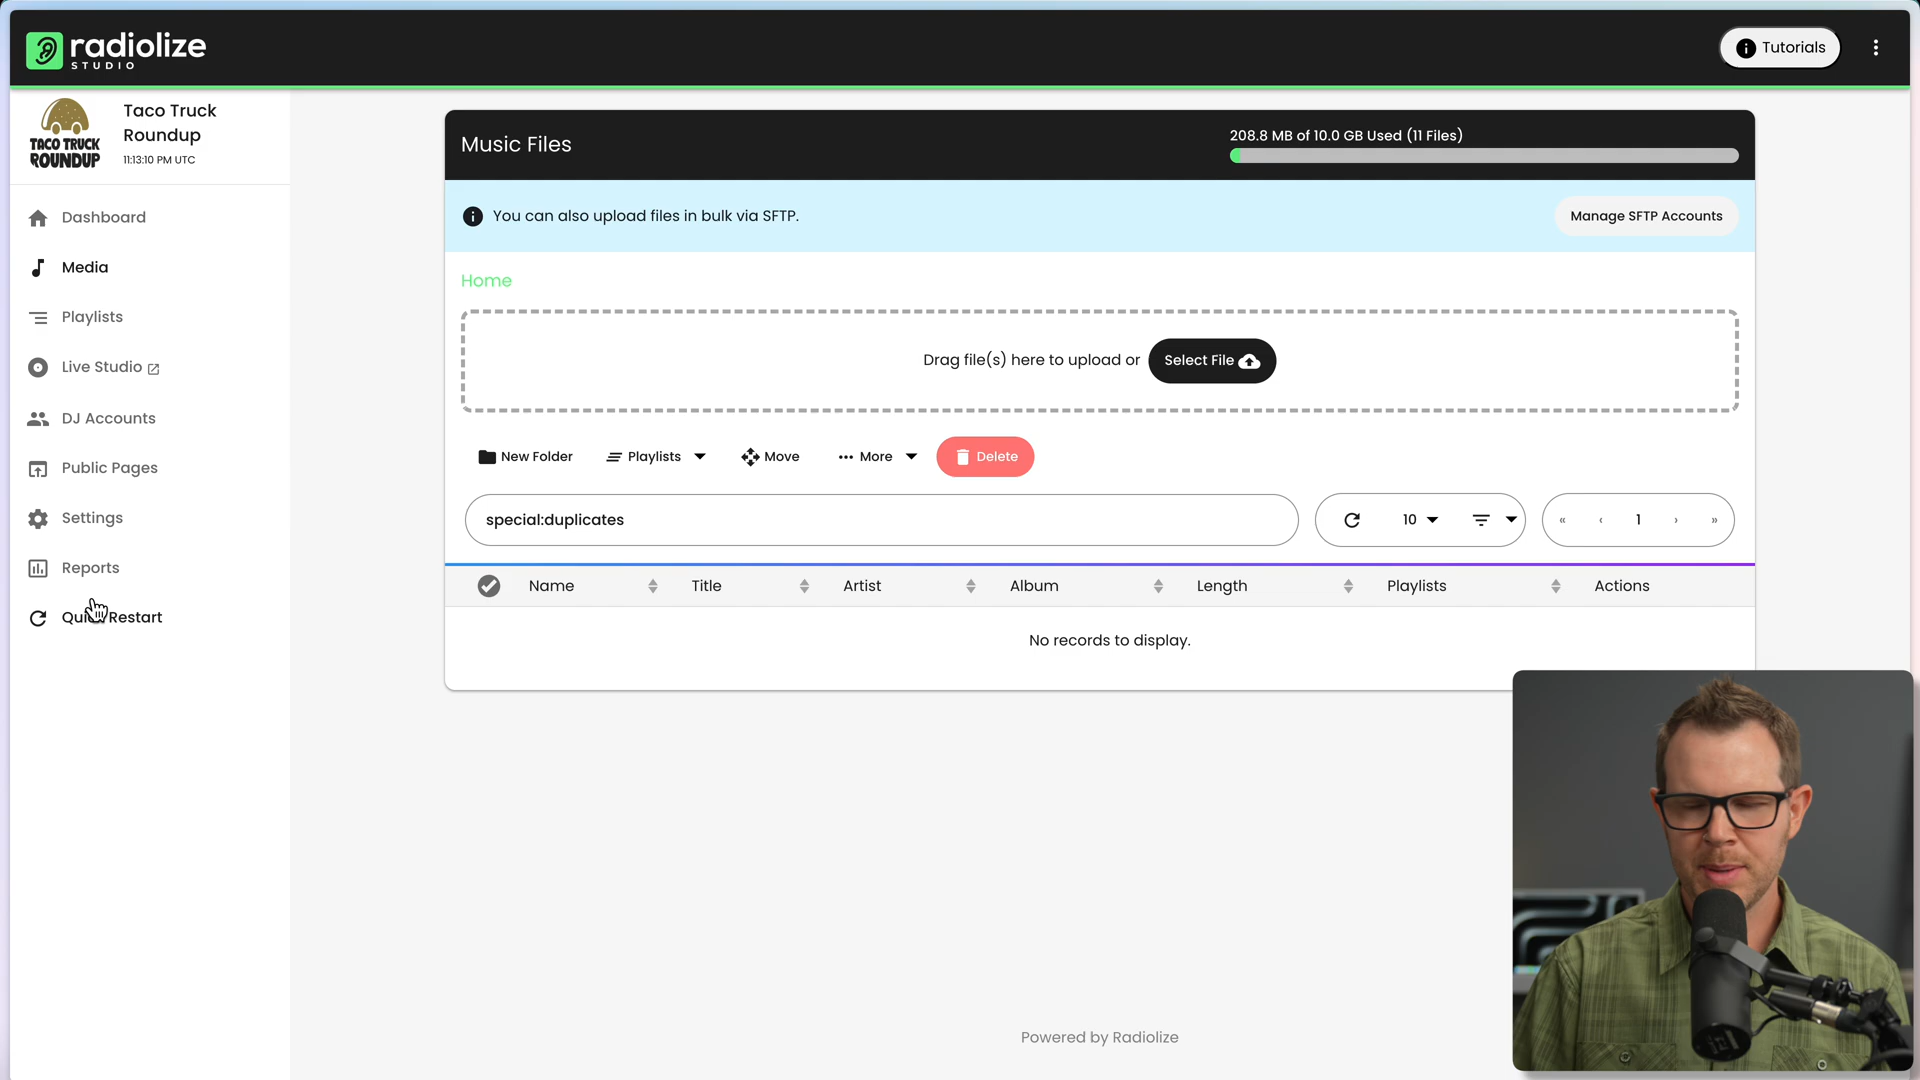 radiolize
STUDIO
Tutorials
TACO TRUCK
ROUNDUP
Taco Truck
Roundup
11:13:10 PM UTC
Dashboard
Media
Playlists
Live Studio
DJ Accounts
Public Pages
Settings
Reports
Quick Restart
Music Files
208.8 MB of 10.0 GB Used (11 Files)
You can also upload files in bulk via SFTP.
Manage SFTP Accounts
Home
Drag file(s) here to upload or Select File
New Folder Playlists Move More Delete
special:duplicates
10
« ‹ 1 › »
Name Title Artist Album Length Playlists Actions
No records to display.
Powered by Radiolize